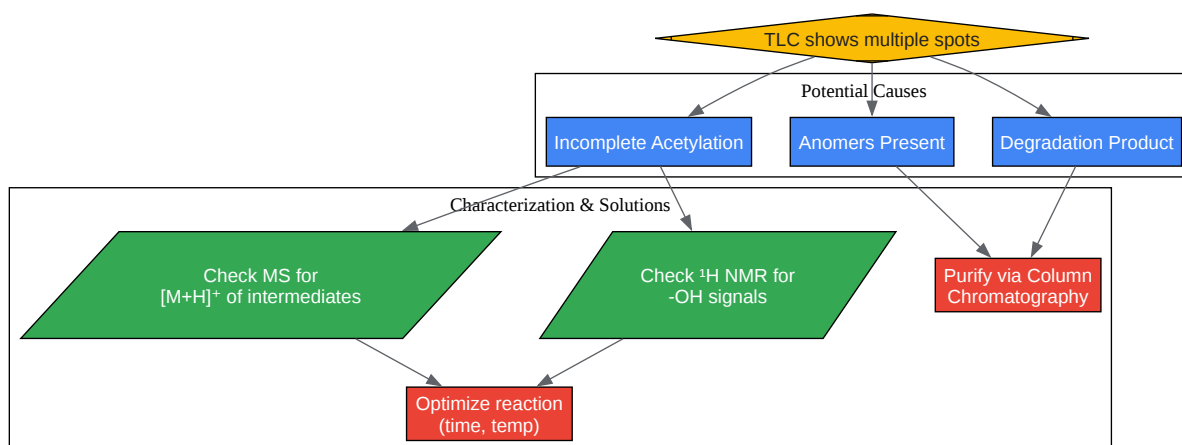 TLC shows multiple spots
Potential Causes
Incomplete Acetylation
Anomers Present
Degradation Product
Characterization & Solutions
Check MS for
[M+H]⁺ of intermediates
Check ¹H NMR for
-OH signals
Purify via Column
Chromatography
Optimize reaction
(time, temp)